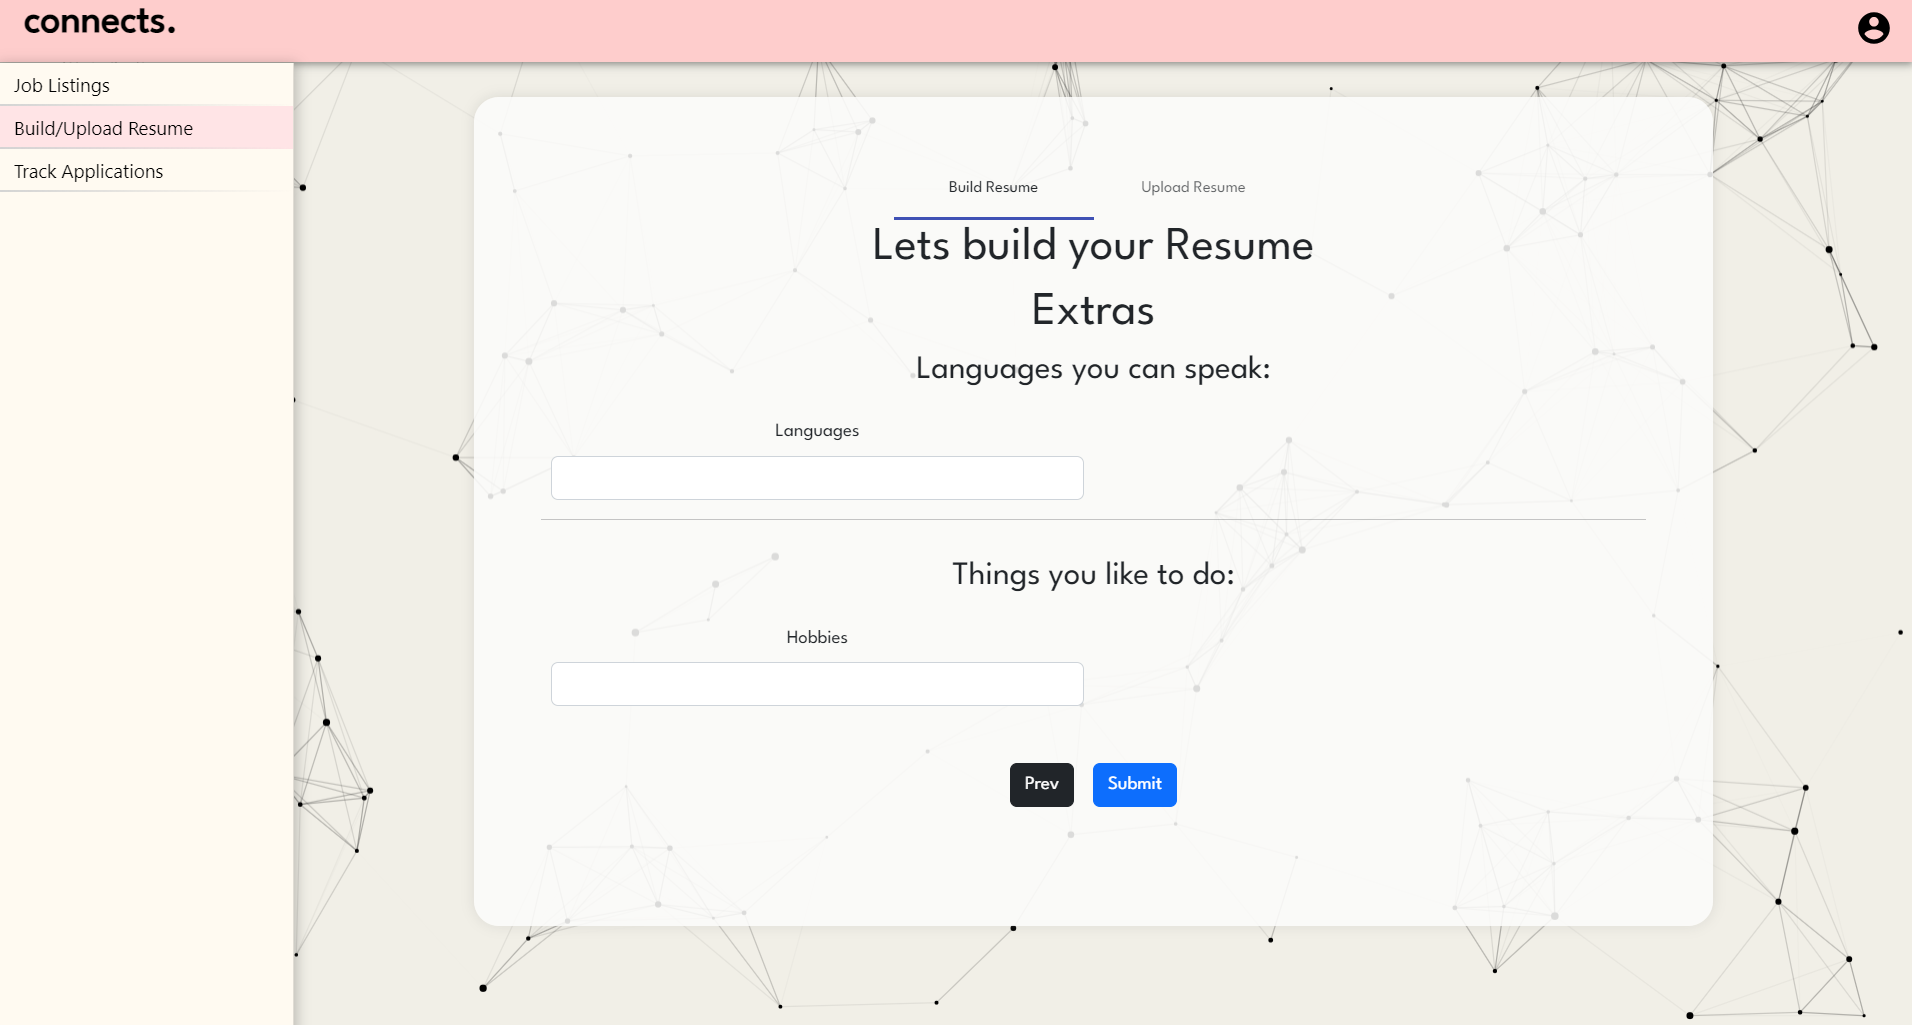 connects.
Job Listings
Build/Upload Resume
Track Applications
Build Resume Upload Resume
Lets build your Resume
Extras
Languages you can speak:
Languages
Things you like to do:
Hobbies
Prev Submit